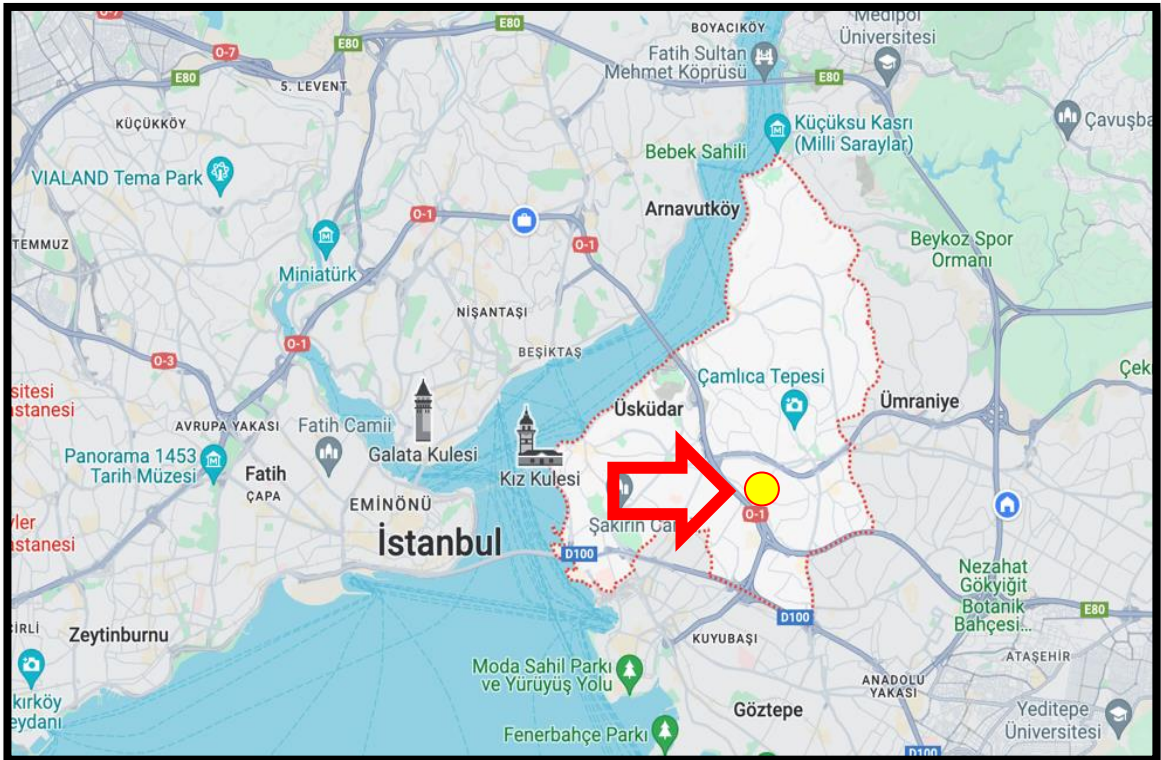 BOYACIKÖY
Medipol
Üniversitesi
E80
O-7
E80
Fatih Sultan
Mehmet Köprüsü
E80
E80
5. LEVENT
KÜÇÜKKÖY
Küçüksu Kasrı
(Milli Saraylar)
Çavuşba
Bebek Sahili
VIALAND Tema Park
Arnavutköy
O-1
O-1
TEMMUZ
Miniatürk
Beykoz Spor
Ormanı
NİŞANTAŞI
O-1
BEŞİKTAŞ
O-3
Çamlıca Tepesi
Çek
sitesi
stanesi
Üsküdar
Ümraniye
AVRUPA YAKASI
Fatih Camii
Galata Kulesi
Panorama 1453
Tarih Müzesi
Fatih
ÇAPA
Kız Kulesi
EMİNÖNÜ
O-1
yler
stanesi
Şakirin Ca
İstanbul
D100
Nezahat
Gökyiğit
Botanik
Bahçesi...
E80
D100
İRLİ
Zeytinburnu
KUYUBAŞI
ATAŞEHİR
Moda Sahil Parkı
ve Yürüyüş Yolu
ANADOLU
YAKASI
kırköy
eydanı
Göztepe
Yeditepe
Üniversitesi
Fenerbahçe Parkı
D100